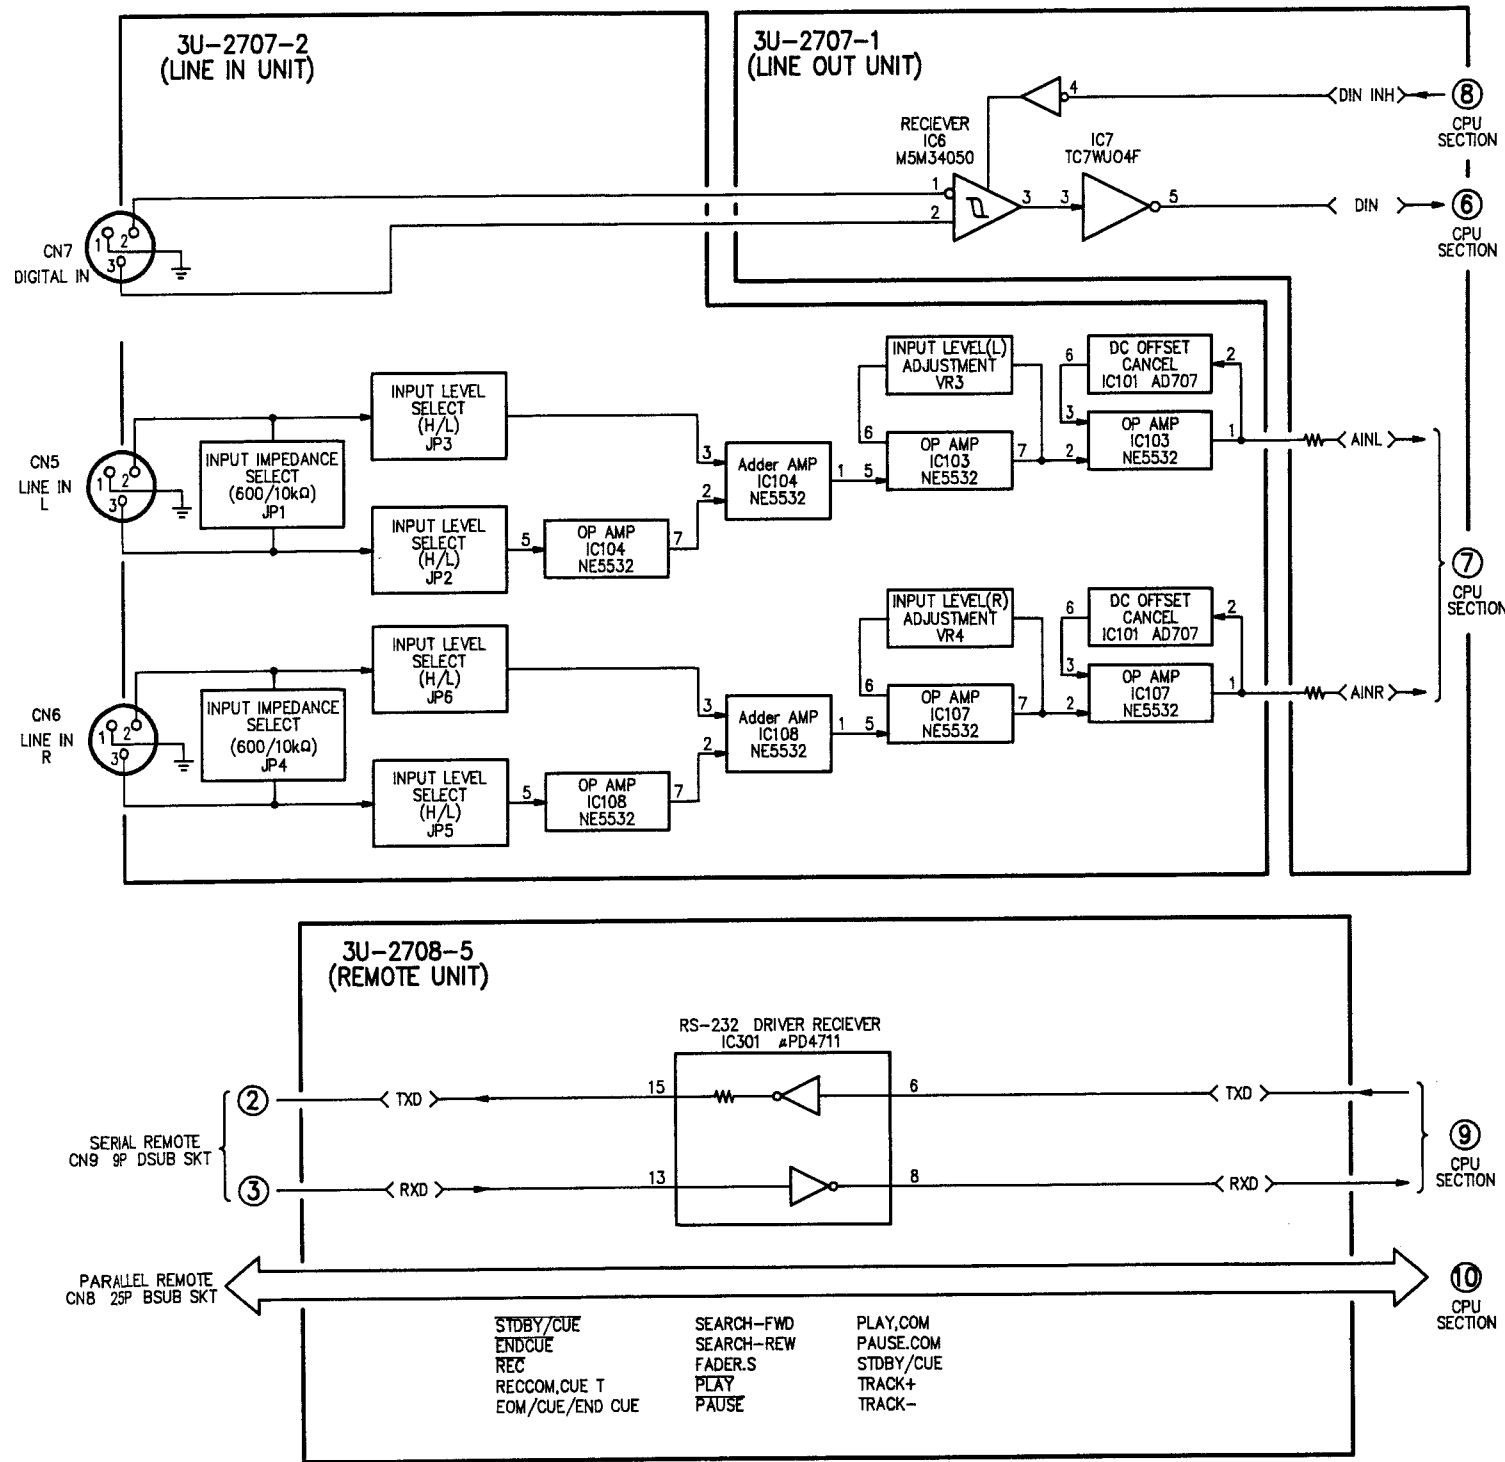 3U-2707-2
(LINE IN UNIT)
3U-2707-1
(LINE OUT UNIT)
4
DIN INH
8
CPU
SECTION
RECIEVER
IC6
M5M34050
IC7
TC7WU04F
1
2
3
3
5
DIN
6
CPU
SECTION
CN7
DIGITAL IN
1
2
3
CN5
LINE IN
L
1
2
3
INPUT IMPEDANCE
SELECT
(600/10kΩ)
JP1
INPUT LEVEL
SELECT
(H/L)
JP3
INPUT LEVEL
SELECT
(H/L)
JP2
5
OP AMP
IC104
NE5532
7
3
2
Adder AMP
IC104
NE5532
1
5
INPUT LEVEL(L)
ADJUSTMENT
VR3
6
OP AMP
IC103
NE5532
7
2
6
DC OFFSET
CANCEL
IC101 AD707
2
3
OP AMP
IC103
NE5532
1
AINL
7
CPU
SECTION
CN6
LINE IN
R
1
2
3
INPUT IMPEDANCE
SELECT
(600/10kΩ)
JP4
INPUT LEVEL
SELECT
(H/L)
JP6
INPUT LEVEL
SELECT
(H/L)
JP5
5
OP AMP
IC108
NE5532
7
3
2
Adder AMP
IC108
NE5532
1
5
INPUT LEVEL(R)
ADJUSTMENT
VR4
6
OP AMP
IC107
NE5532
7
2
6
DC OFFSET
CANCEL
IC101 AD707
2
3
OP AMP
IC107
NE5532
1
AINR
3U-2708-5
(REMOTE UNIT)
RS-232 DRIVER RECIEVER
IC301 μPD4711
SERIAL REMOTE
CN9 9P DSUB SKT
2
TXD
15
6
TXD
3
RXD
13
8
RXD
9
CPU
SECTION
PARALLEL REMOTE
CN8 25P BSUB SKT
10
CPU
SECTION
STDBY/CUE SEARCH-FWD PLAY,COM
ENDCUE SEARCH-REW PAUSE.COM
REC FADER.S STDBY/CUE
RECCOM,CUE T PLAY TRACK+
EOM/CUE/END CUE PAUSE TRACK-